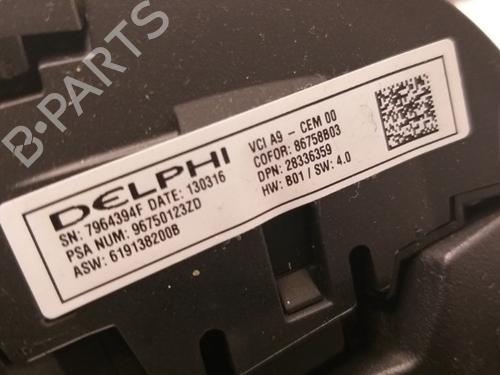 DELPHI
SN: 7964394F DATE: 130316
PSA NUM: 96750123ZD
ASW: 619138200B
VCI A9 - CEM 00
COFOR: 86758B03
DPN: 28336359
HW: B01 / SW: 4.0
B-PARTS